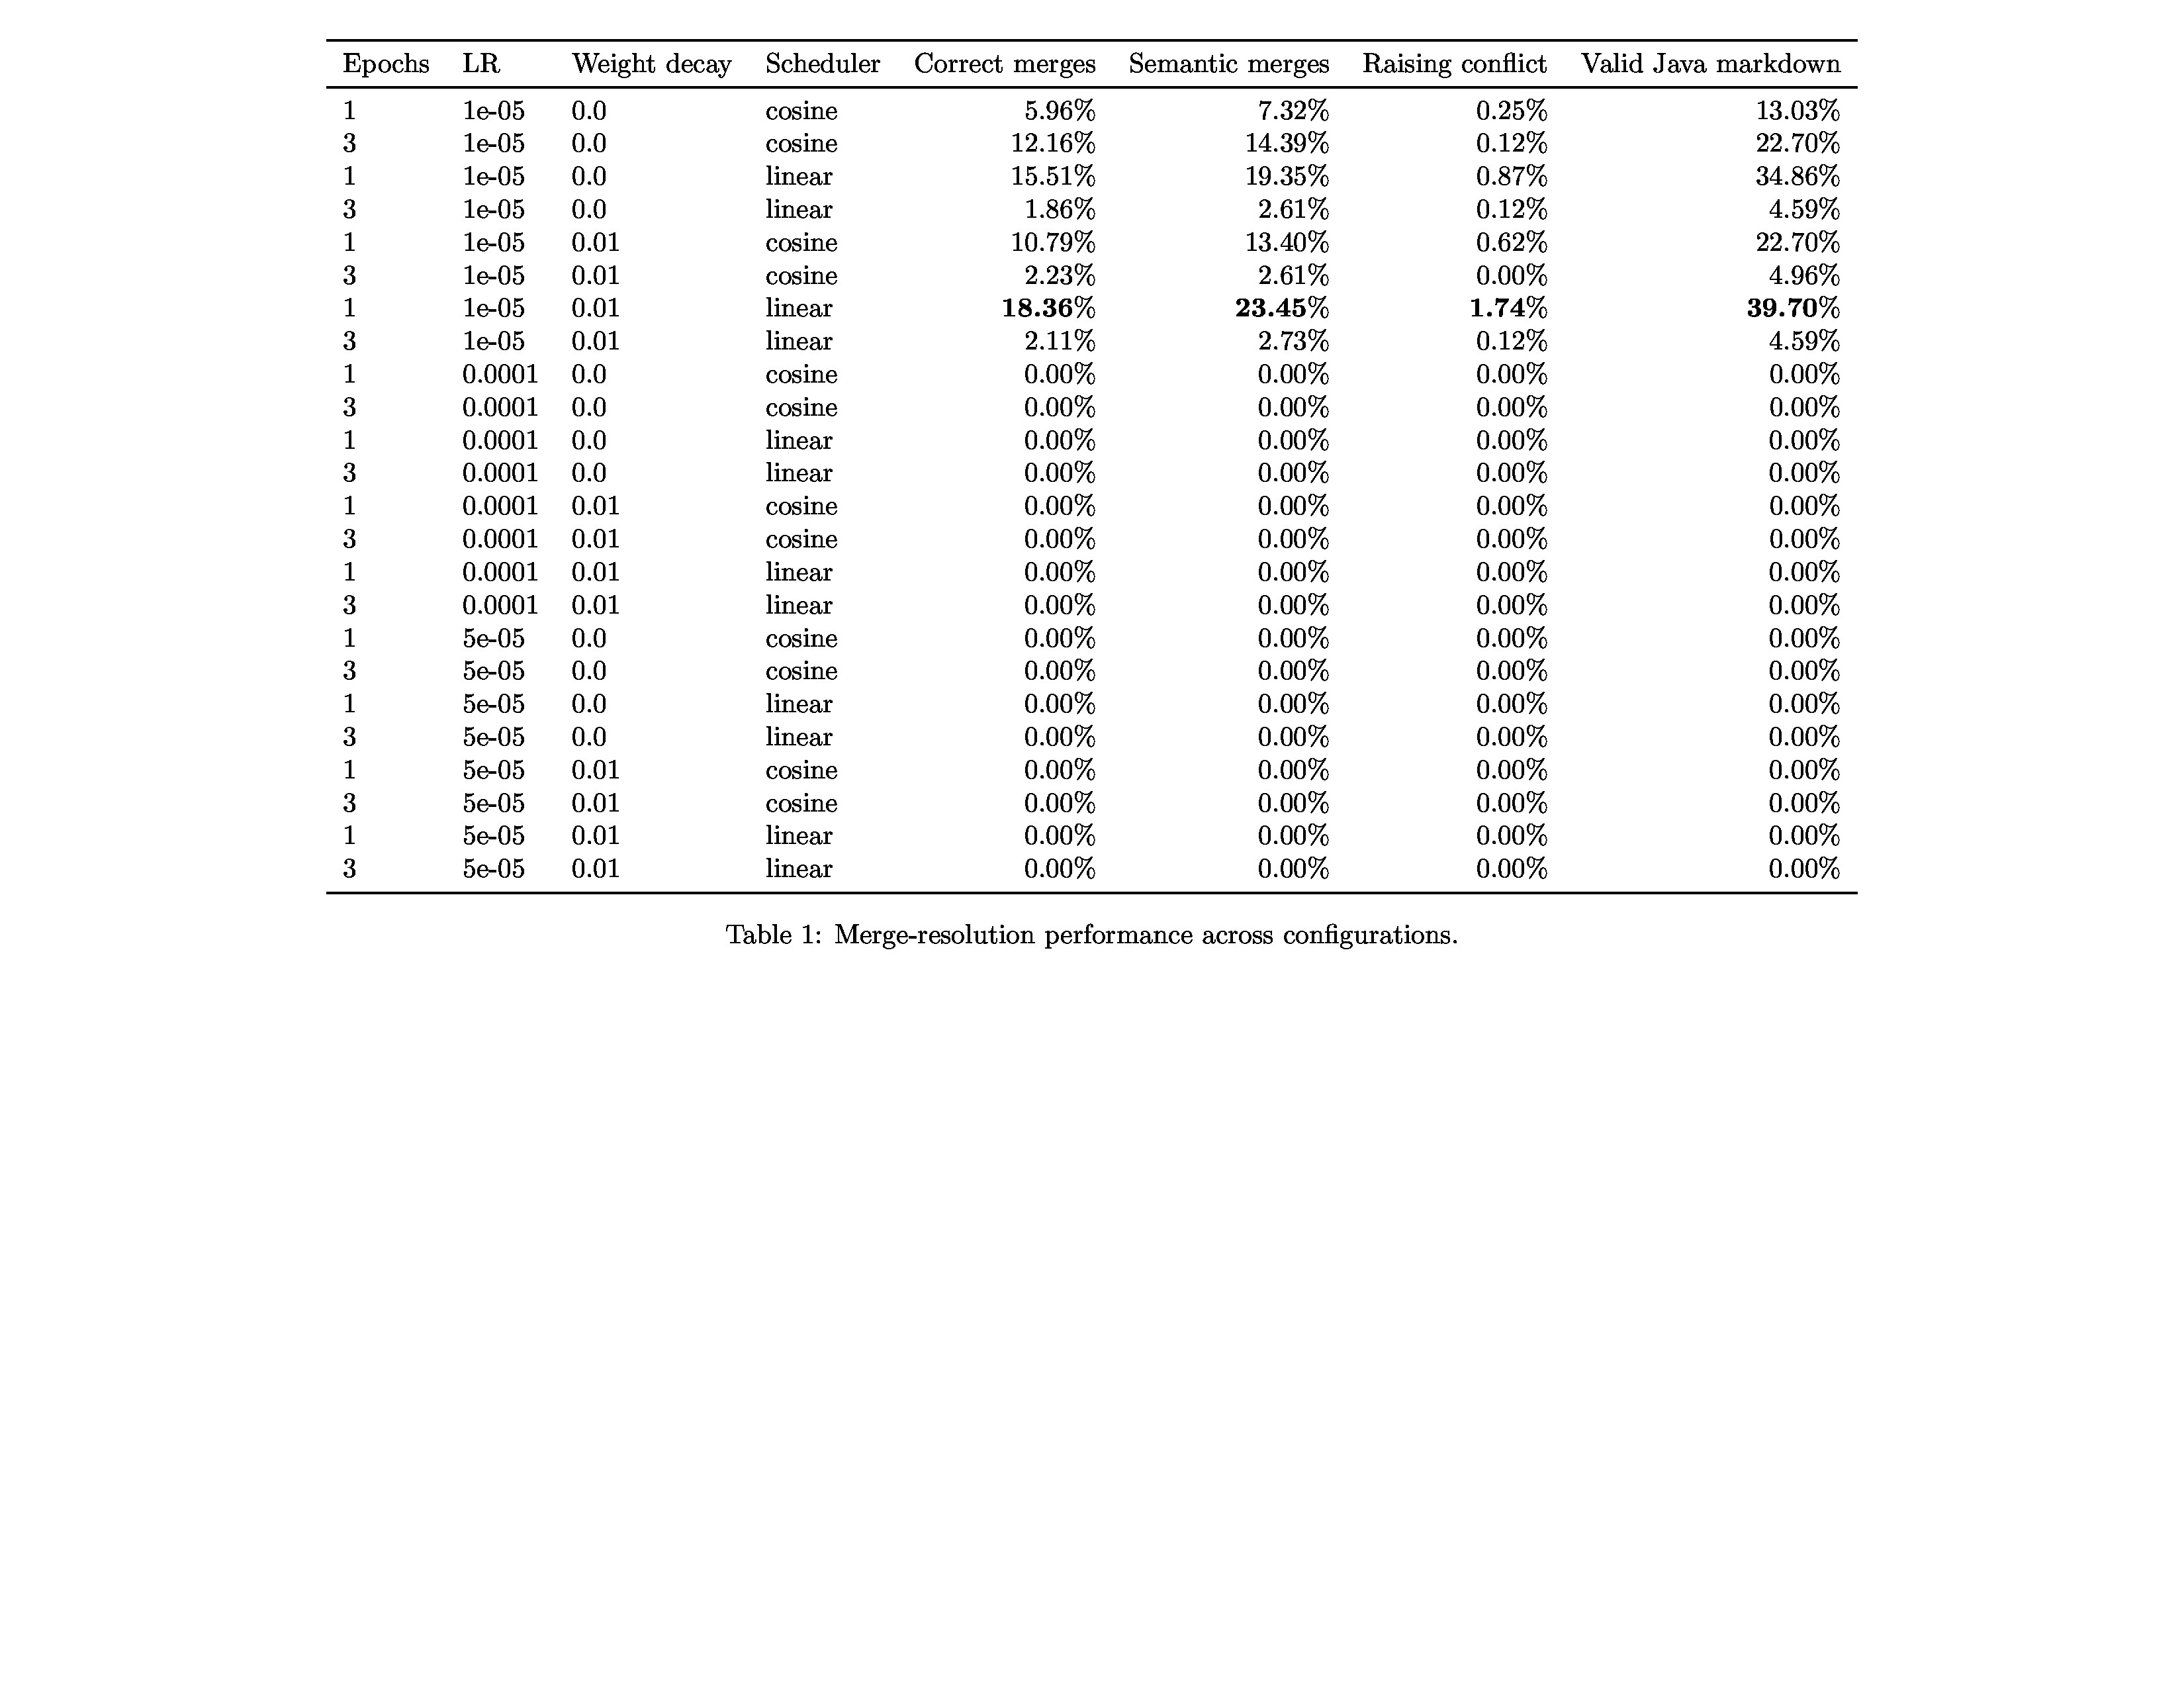 Epochs LR Weight decay Scheduler Correct merges Semantic merges Raising conflict Valid Java markdown
1 1e-05 0.0 cosine 5.96% 7.32% 0.25% 13.03%
3 1e-05 0.0 cosine 12.16% 14.39% 0.12% 22.70%
1 1e-05 0.0 linear 15.51% 19.35% 0.87% 34.86%
3 1e-05 0.0 linear 1.86% 2.61% 0.12% 4.59%
1 1e-05 0.01 cosine 10.79% 13.40% 0.62% 22.70%
3 1e-05 0.01 cosine 2.23% 2.61% 0.00% 4.96%
1 1e-05 0.01 linear 18.36% 23.45% 1.74% 39.70%
3 1e-05 0.01 linear 2.11% 2.73% 0.12% 4.59%
1 0.0001 0.0 cosine 0.00% 0.00% 0.00% 0.00%
3 0.0001 0.0 cosine 0.00% 0.00% 0.00% 0.00%
1 0.0001 0.0 linear 0.00% 0.00% 0.00% 0.00%
3 0.0001 0.0 linear 0.00% 0.00% 0.00% 0.00%
1 0.0001 0.01 cosine 0.00% 0.00% 0.00% 0.00%
3 0.0001 0.01 cosine 0.00% 0.00% 0.00% 0.00%
1 0.0001 0.01 linear 0.00% 0.00% 0.00% 0.00%
3 0.0001 0.01 linear 0.00% 0.00% 0.00% 0.00%
1 5e-05 0.0 cosine 0.00% 0.00% 0.00% 0.00%
3 5e-05 0.0 cosine 0.00% 0.00% 0.00% 0.00%
1 5e-05 0.0 linear 0.00% 0.00% 0.00% 0.00%
3 5e-05 0.0 linear 0.00% 0.00% 0.00% 0.00%
1 5e-05 0.01 cosine 0.00% 0.00% 0.00% 0.00%
3 5e-05 0.01 cosine 0.00% 0.00% 0.00% 0.00%
1 5e-05 0.01 linear 0.00% 0.00% 0.00% 0.00%
3 5e-05 0.01 linear 0.00% 0.00% 0.00% 0.00%
Table 1: Merge-resolution performance across configurations.